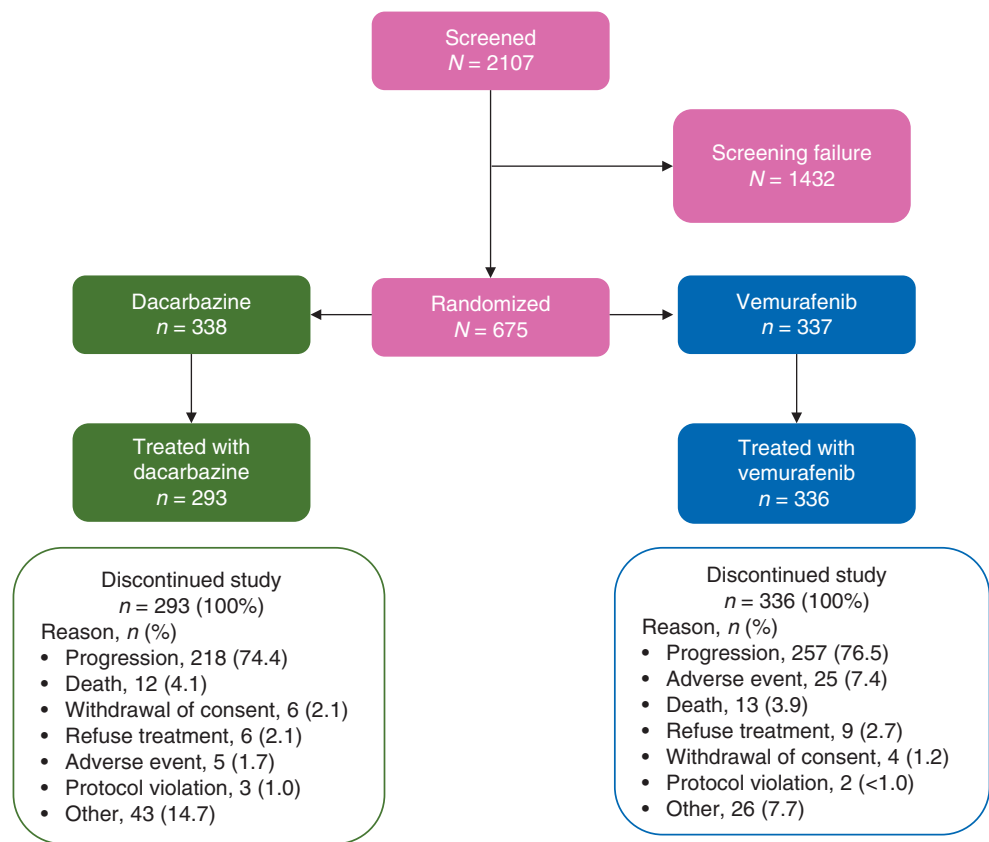 Screened
N = 2107
Screening failure
N = 1432
Randomized
N = 675
Dacarbazine
n = 338
Vemurafenib
n = 337
Treated with
dacarbazine
n = 293
Treated with
vemurafenib
n = 336
Discontinued study
n = 293 (100%)
Reason, n (%)
• Progression, 218 (74.4)
• Death, 12 (4.1)
• Withdrawal of consent, 6 (2.1)
• Refuse treatment, 6 (2.1)
• Adverse event, 5 (1.7)
• Protocol violation, 3 (1.0)
• Other, 43 (14.7)
Discontinued study
n = 336 (100%)
Reason, n (%)
• Progression, 257 (76.5)
• Adverse event, 25 (7.4)
• Death, 13 (3.9)
• Refuse treatment, 9 (2.7)
• Withdrawal of consent, 4 (1.2)
• Protocol violation, 2 (<1.0)
• Other, 26 (7.7)